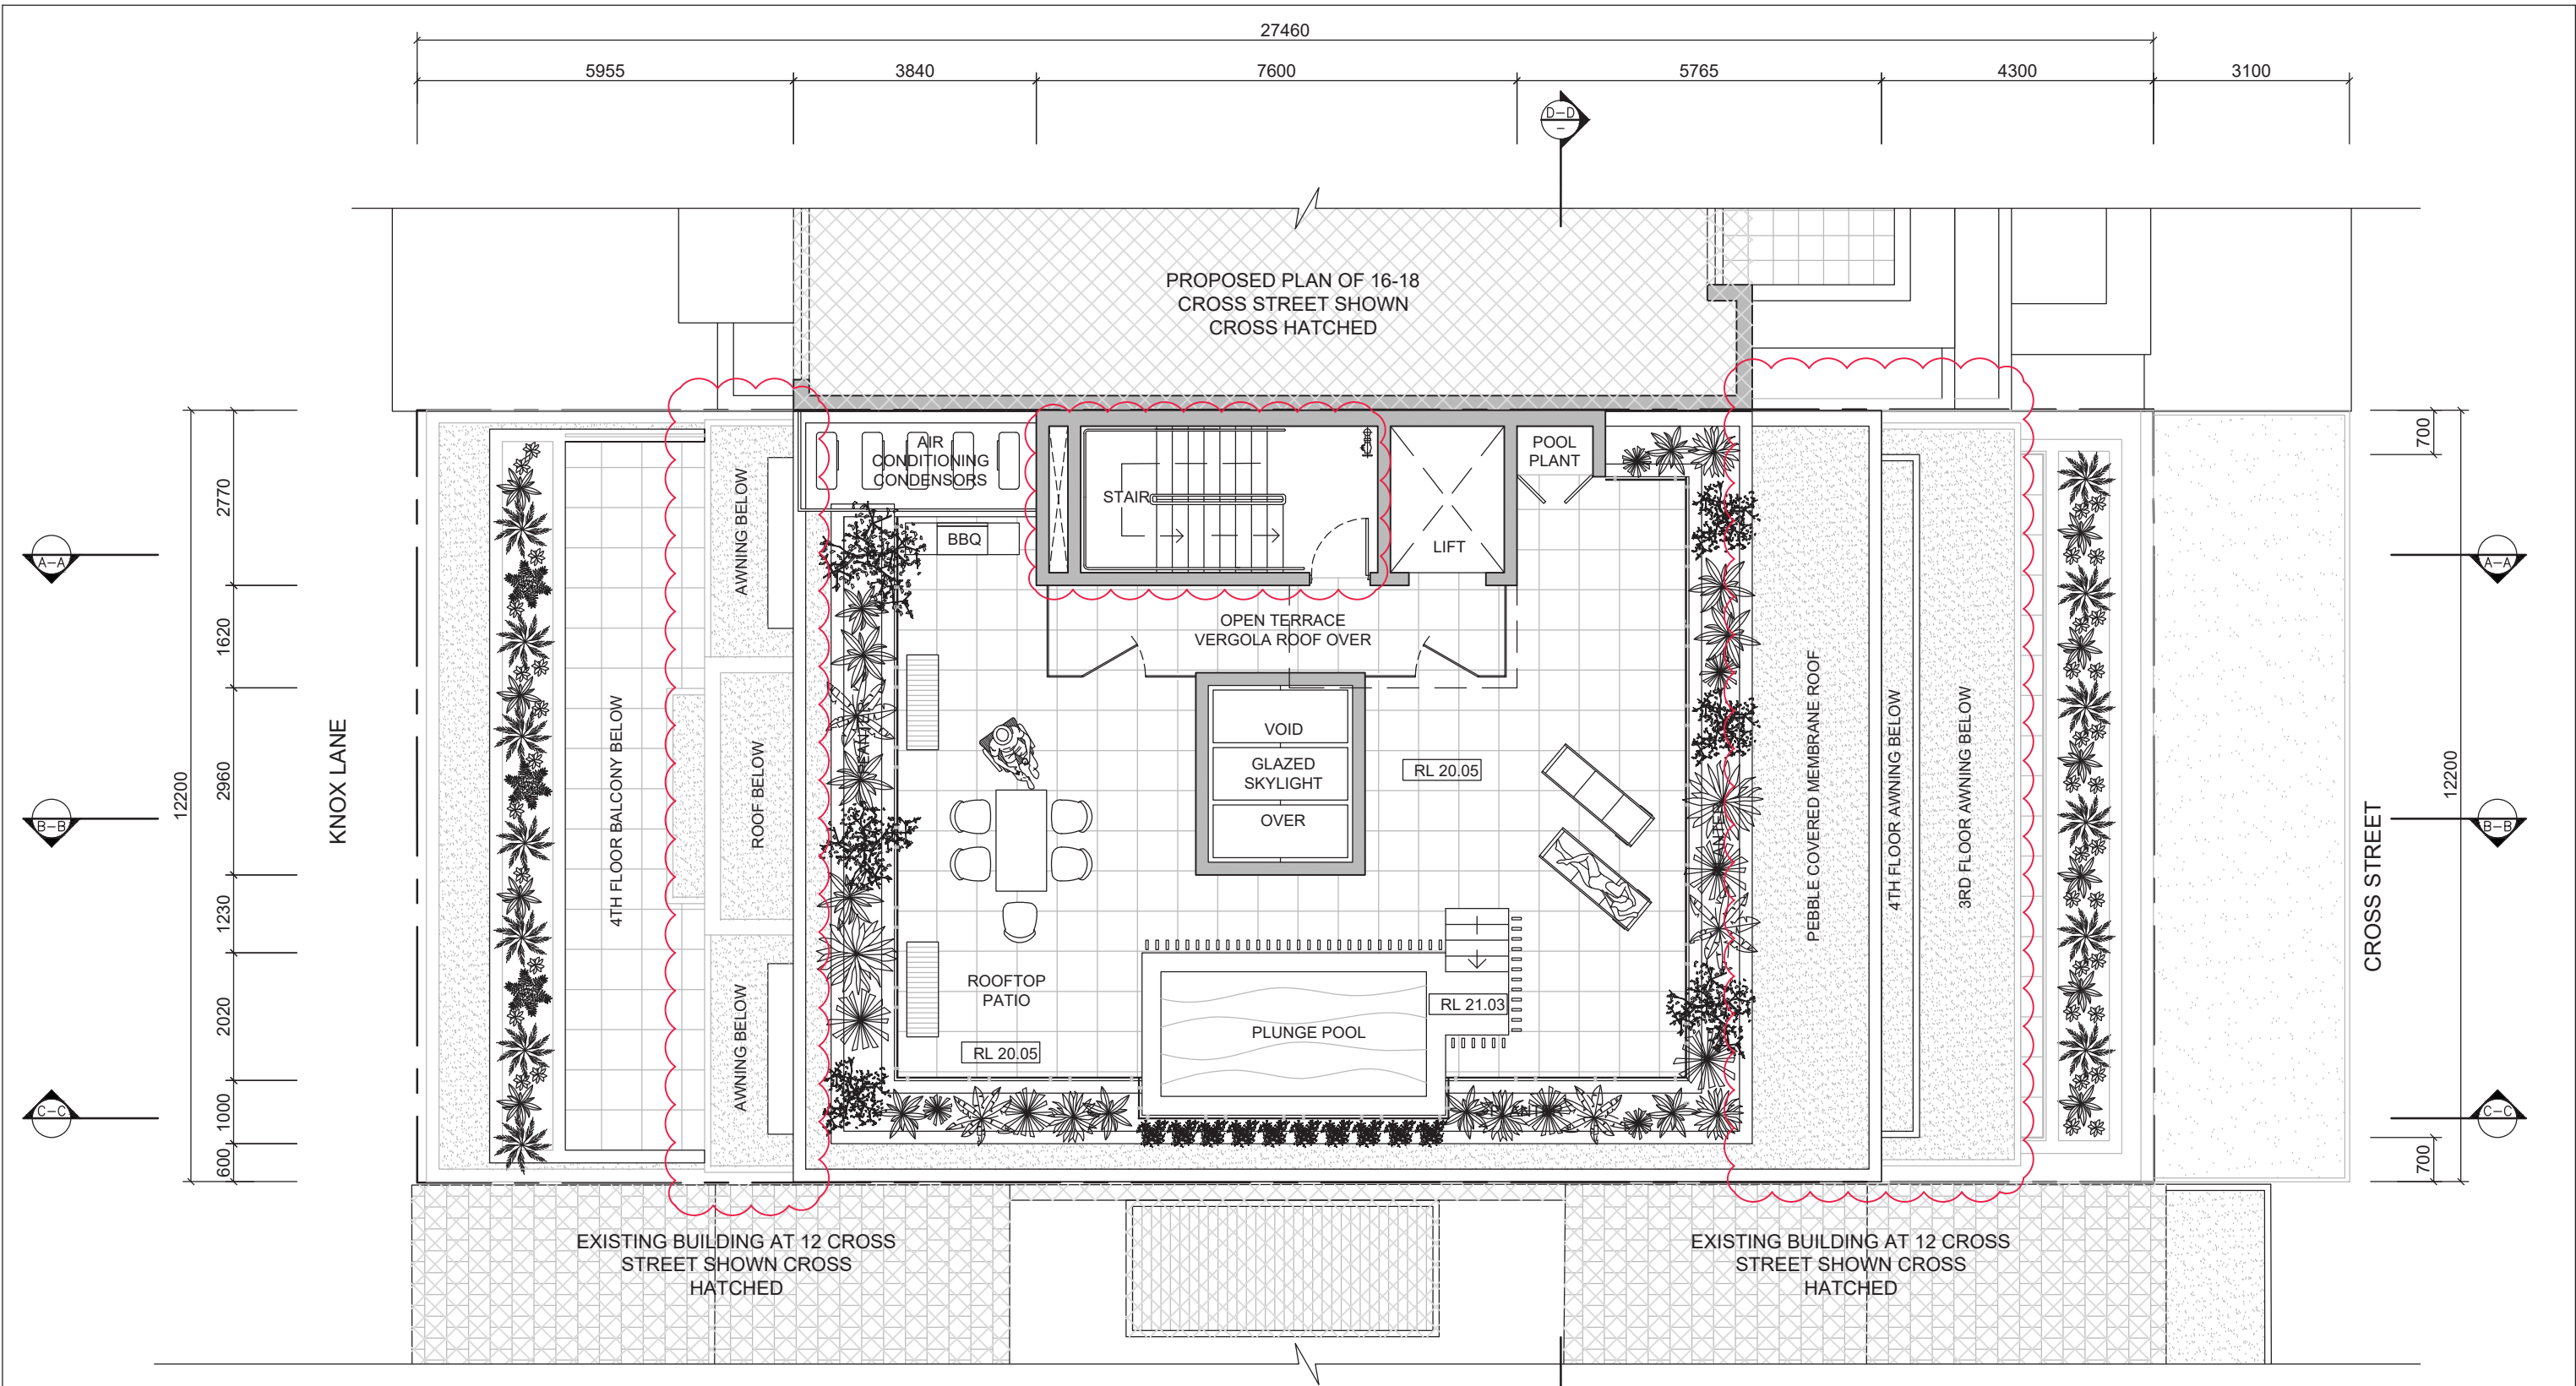 27460
5955
3840
7600
5765
4300
3100
D-D
-
PROPOSED PLAN OF 16-18
CROSS STREET SHOWN
CROSS HATCHED
12200
2770
1620
2960
1230
2020
1000
600
700
12200
700
A-A
B-B
C-C
A-A
B-B
C-C
KNOX LANE
CROSS STREET
4TH FLOOR BALCONY BELOW
AWNING BELOW
ROOF BELOW
AWNING BELOW
AIR
CONDITIONING
CONDENSORS
BBQ
STAIR
LIFT
POOL
PLANT
OPEN TERRACE
VERGOLA ROOF OVER
VOID
GLAZED
SKYLIGHT
OVER
RL 20.05
ROOFTOP
PATIO
RL 20.05
RL 21.03
PLUNGE POOL
PLANTER
PEBBLE COVERED MEMBRANE ROOF
4TH FLOOR AWNING BELOW
3RD FLOOR AWNING BELOW
EXISTING BUILDING AT 12 CROSS
STREET SHOWN CROSS
HATCHED
EXISTING BUILDING AT 12 CROSS
STREET SHOWN CROSS
HATCHED